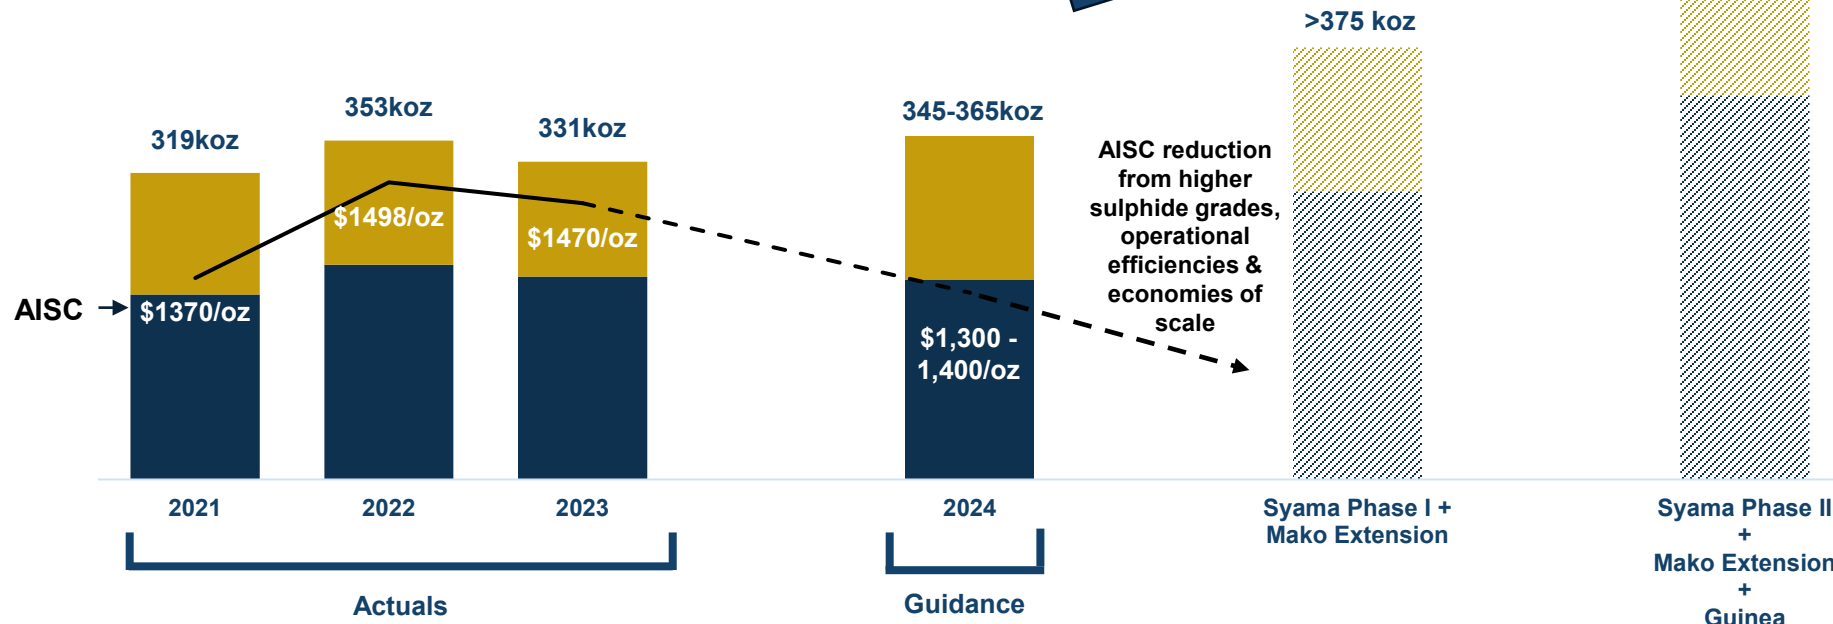 >375 koz
353koz
319koz
331koz
345-365koz
AISC reduction
from higher
sulphide grades,
operational
efficiencies &
economies of
scale
$1498/oz
$1470/oz
AISC
$1370/oz
$1,300 -
1,400/oz
2021
2022
2023
2024
Syama Phase I +
Mako Extension
Syama Phase II
+
Mako Extension
+
Guinea
Actuals
Guidance